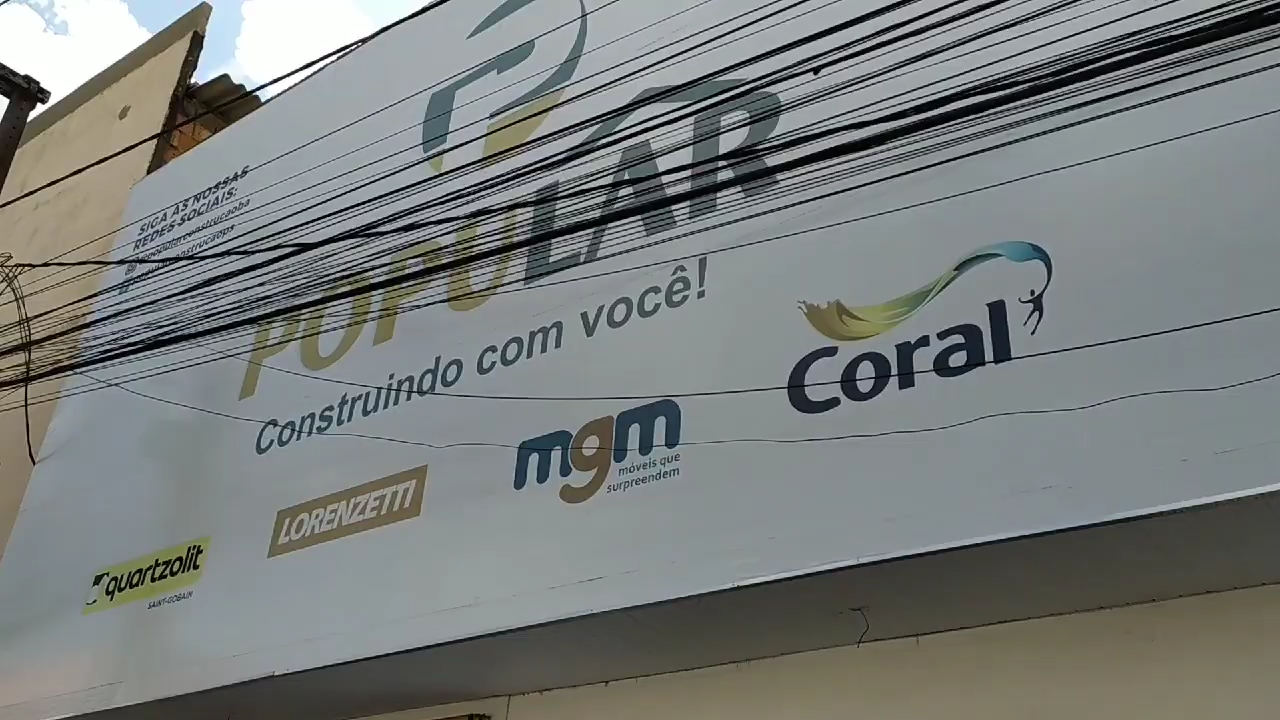 SIGA AS NOSSAS
REDES SOCIAIS:
POPULAR
Construindo com você!
Coral
mgm
móveis que
surpreendem
LORENZETTI
quartzolit
SAINT-GOBAIN